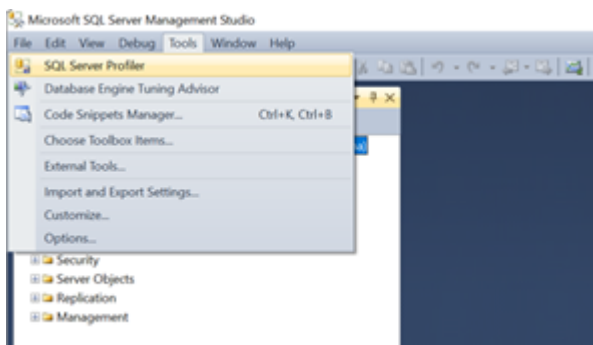 Microsoft SQL Server Management Studio
File Edit View Debug Tools Window Help
SQL Server Profiler
Database Engine Tuning Advisor
Code Snippets Manager... Ctrl+K, Ctrl+B
Choose Toolbox Items...
External Tools...
Import and Export Settings...
Customize...
Options...
Security
Server Objects
Replication
Management